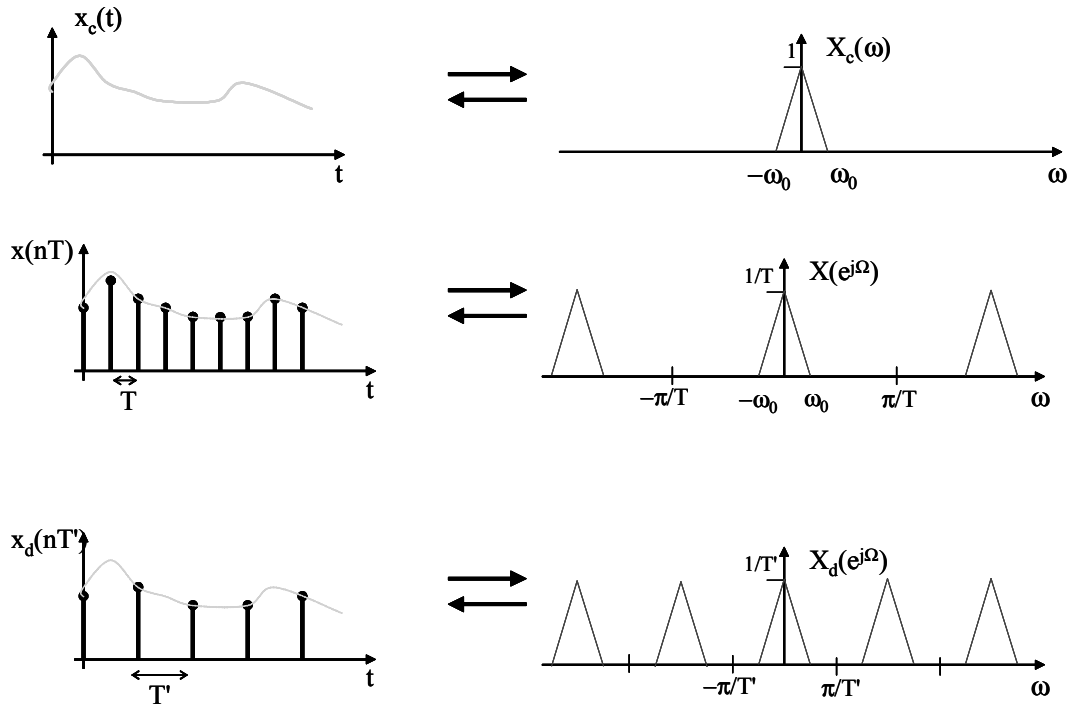 x_c(t)
t
1
X_c(ω)
−ω_0
ω_0
ω
x(nT)
T
t
1/T
X(e^{jΩ})
−π/T
−ω_0
ω_0
π/T
ω
x_d(nT')
T'
t
1/T'
X_d(e^{jΩ})
−π/T'
π/T'
ω